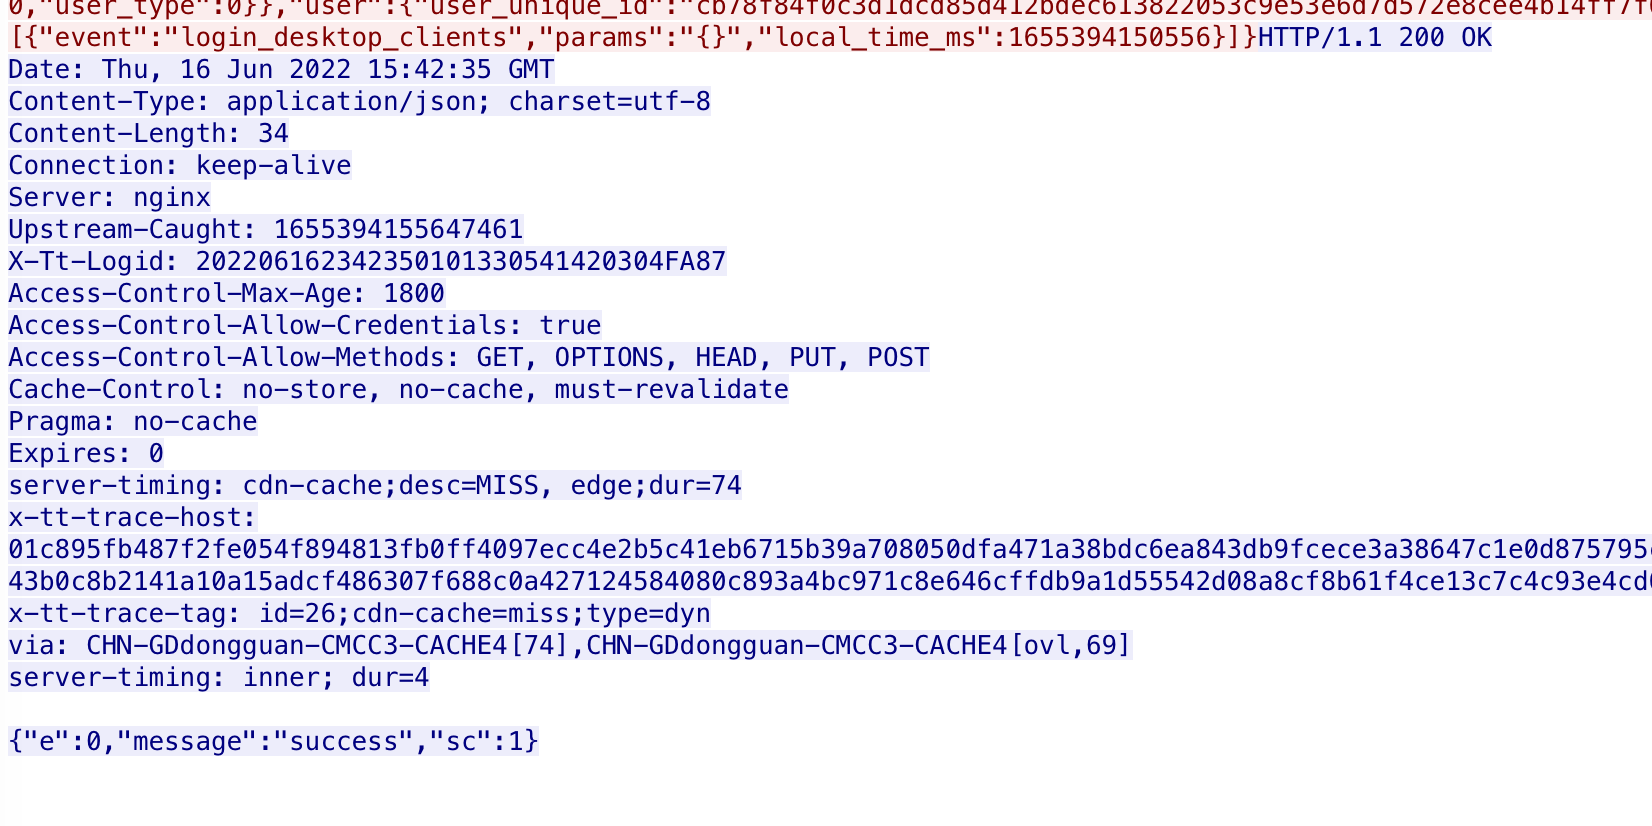 0,"user_type":0}},"user":{"user_unique_id":"cb78f84f0c3d1dcd85d412bdec613822053c9e53e6d7d572e8cee4b14ff7f
[{"event":"login_desktop_clients","params":"{}","local_time_ms":1655394150556}]}HTTP/1.1 200 OK
Date: Thu, 16 Jun 2022 15:42:35 GMT
Content-Type: application/json; charset=utf-8
Content-Length: 34
Connection: keep-alive
Server: nginx
Upstream-Caught: 1655394155647461
X-Tt-Logid: 202206162342350101330541420304FA87
Access-Control-Max-Age: 1800
Access-Control-Allow-Credentials: true
Access-Control-Allow-Methods: GET, OPTIONS, HEAD, PUT, POST
Cache-Control: no-store, no-cache, must-revalidate
Pragma: no-cache
Expires: 0
server-timing: cdn-cache;desc=MISS, edge;dur=74
x-tt-trace-host:
01c895fb487f2fe054f894813fb0ff4097ecc4e2b5c41eb6715b39a708050dfa471a38bdc6ea843db9fcece3a38647c1e0d875795
43b0c8b2141a10a15adcf486307f688c0a427124584080c893a4bc971c8e646cffdb9a1d55542d08a8cf8b61f4ce13c7c4c93e4cd
x-tt-trace-tag: id=26;cdn-cache=miss;type=dyn
via: CHN-GDdongguan-CMCC3-CACHE4[74],CHN-GDdongguan-CMCC3-CACHE4[ovl,69]
server-timing: inner; dur=4
{"e":0,"message":"success","sc":1}